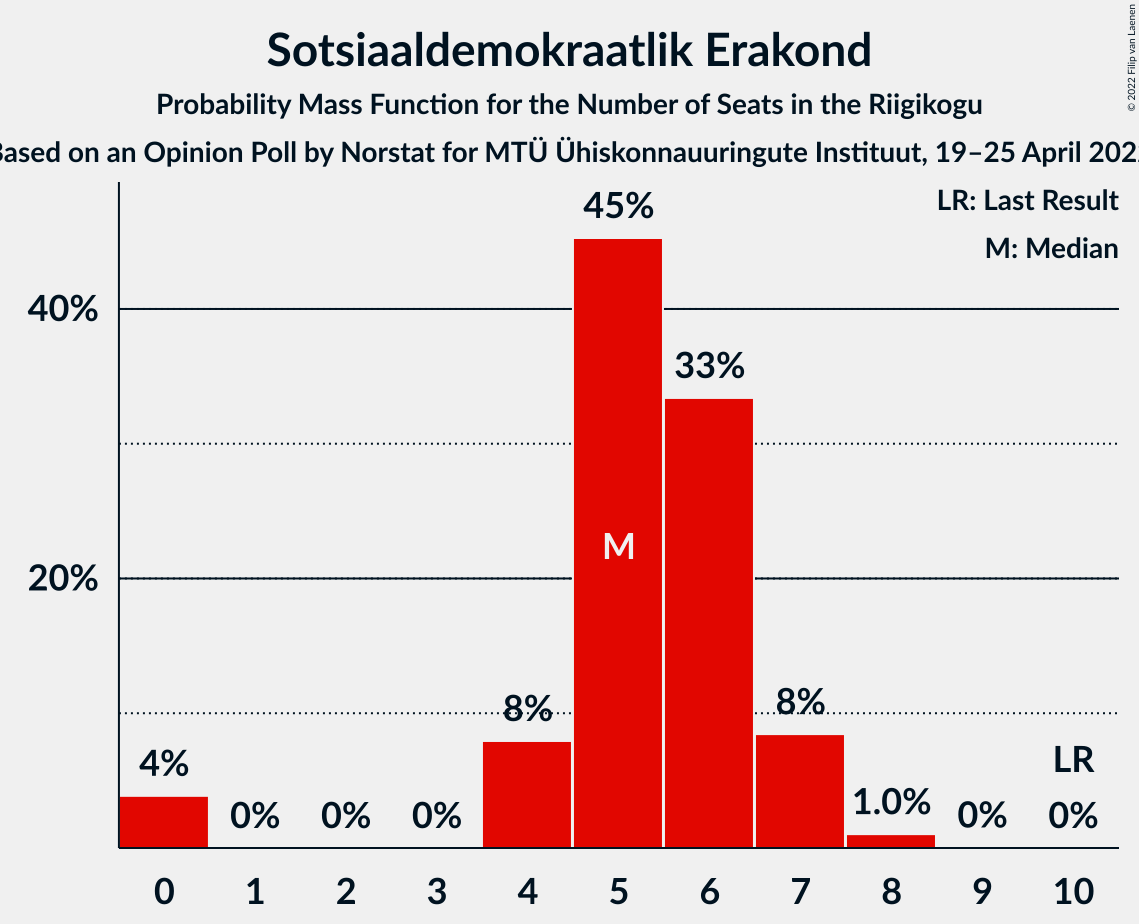 Sotsiaaldemokraatlik Erakond
Probability Mass Function for the Number of Seats in the Riigikogu
Based on an Opinion Poll by Norstat for MTÜ Ühiskonnauuringute Instituut, 19–25 April 2022
© 2022 Filip van Laenen
LR: Last Result
M: Median
45%
40%
33%
M
20%
8%
8%
4%
LR
1.0%
0%
0%
0%
0%
0%
0 1 2 3 4 5 6 7 8 9 10